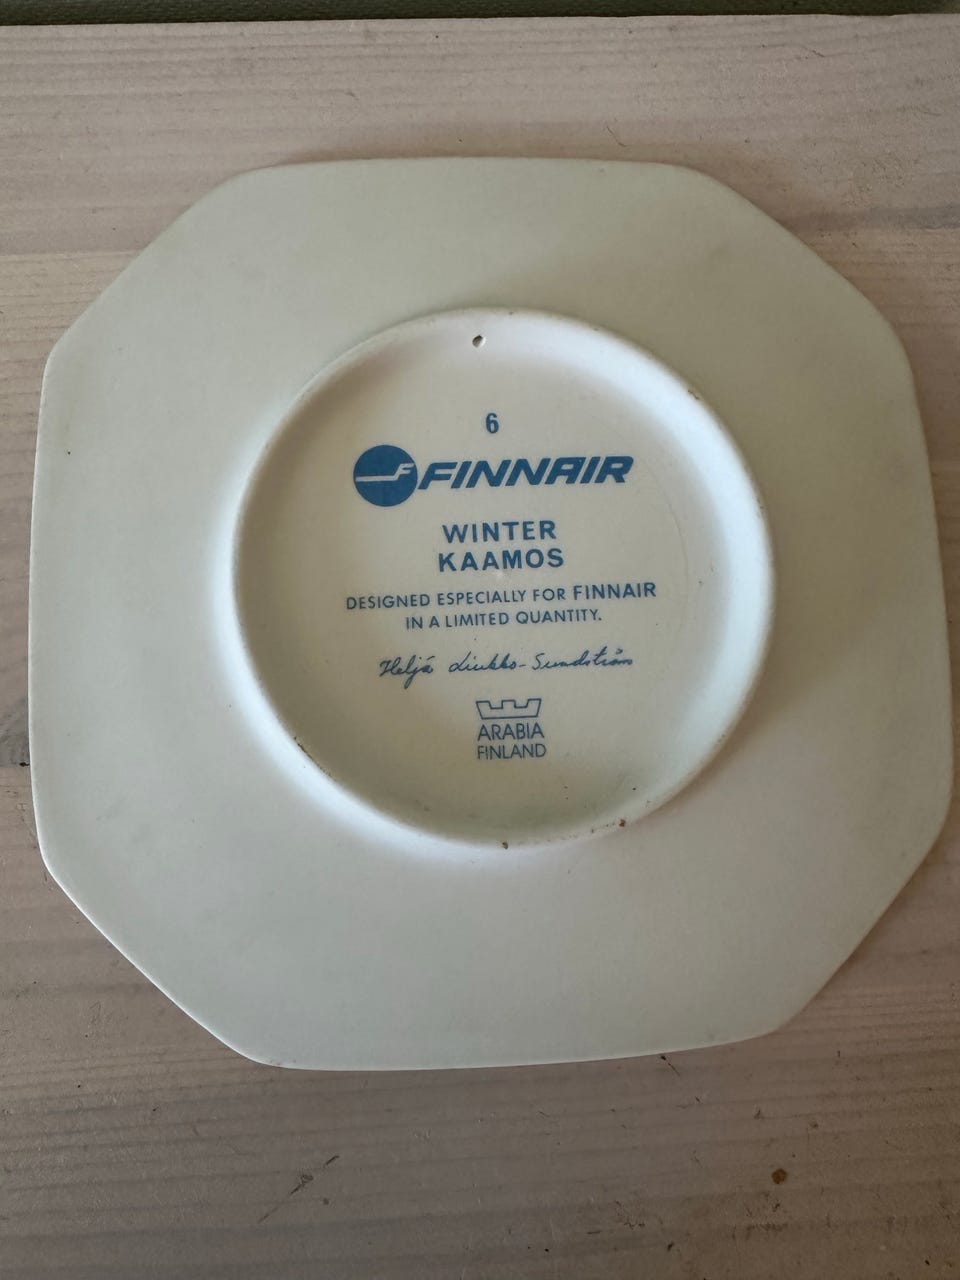 6
F FINNAIR
WINTER
KAAMOS
DESIGNED ESPECIALLY FOR FINNAIR
IN A LIMITED QUANTITY.
Heljä Liukko-Sundström
ARABIA
FINLAND